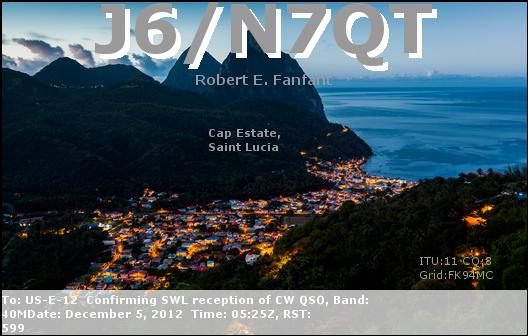 J6/N7QT
Robert E. Fanfant
Cap Estate,
Saint Lucia
ITU:11 CQ:8
Grid:FK94MC
To: US-E-12 Confirming SWL reception of CW QSO, Band:
40MDate: December 5, 2012 Time: 05:25Z, RST:
599